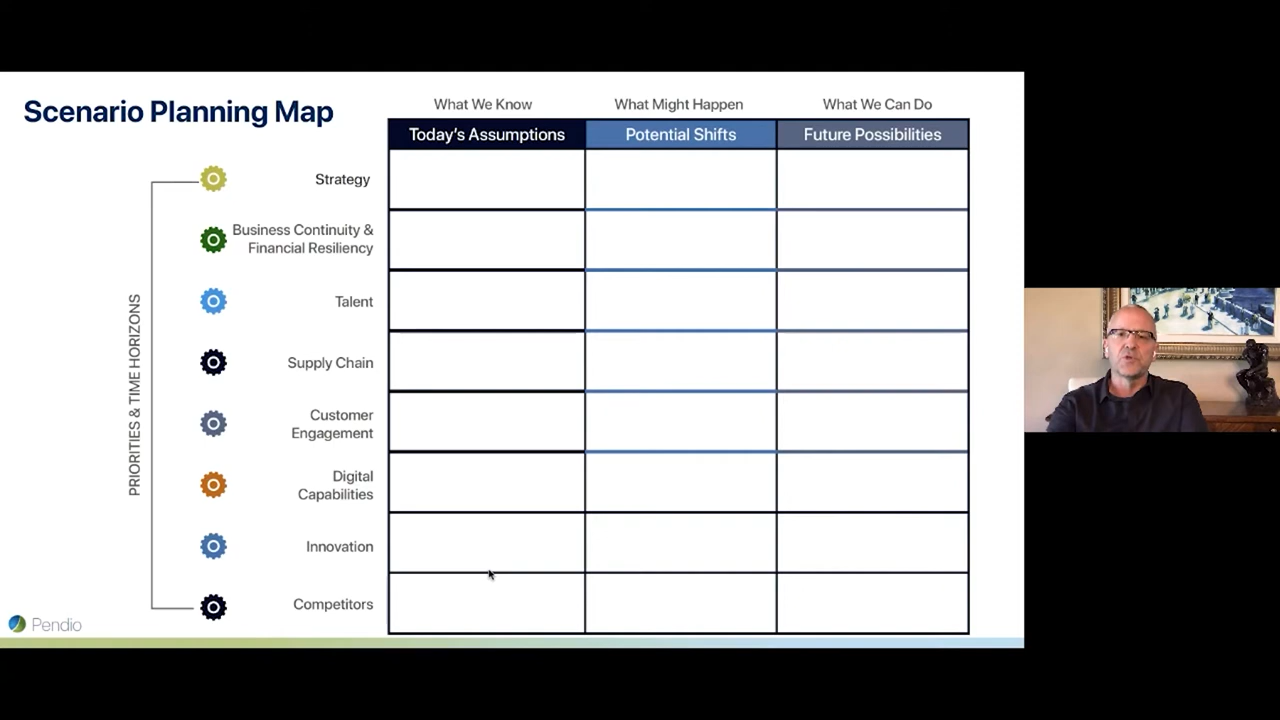 Scenario Planning Map
What We Know
What Might Happen
What We Can Do
Today's Assumptions
Potential Shifts
Future Possibilities
PRIORITIES & TIME HORIZONS
Strategy
Business Continuity &
Financial Resiliency
Talent
Supply Chain
Customer
Engagement
Digital
Capabilities
Innovation
Competitors
Pendio